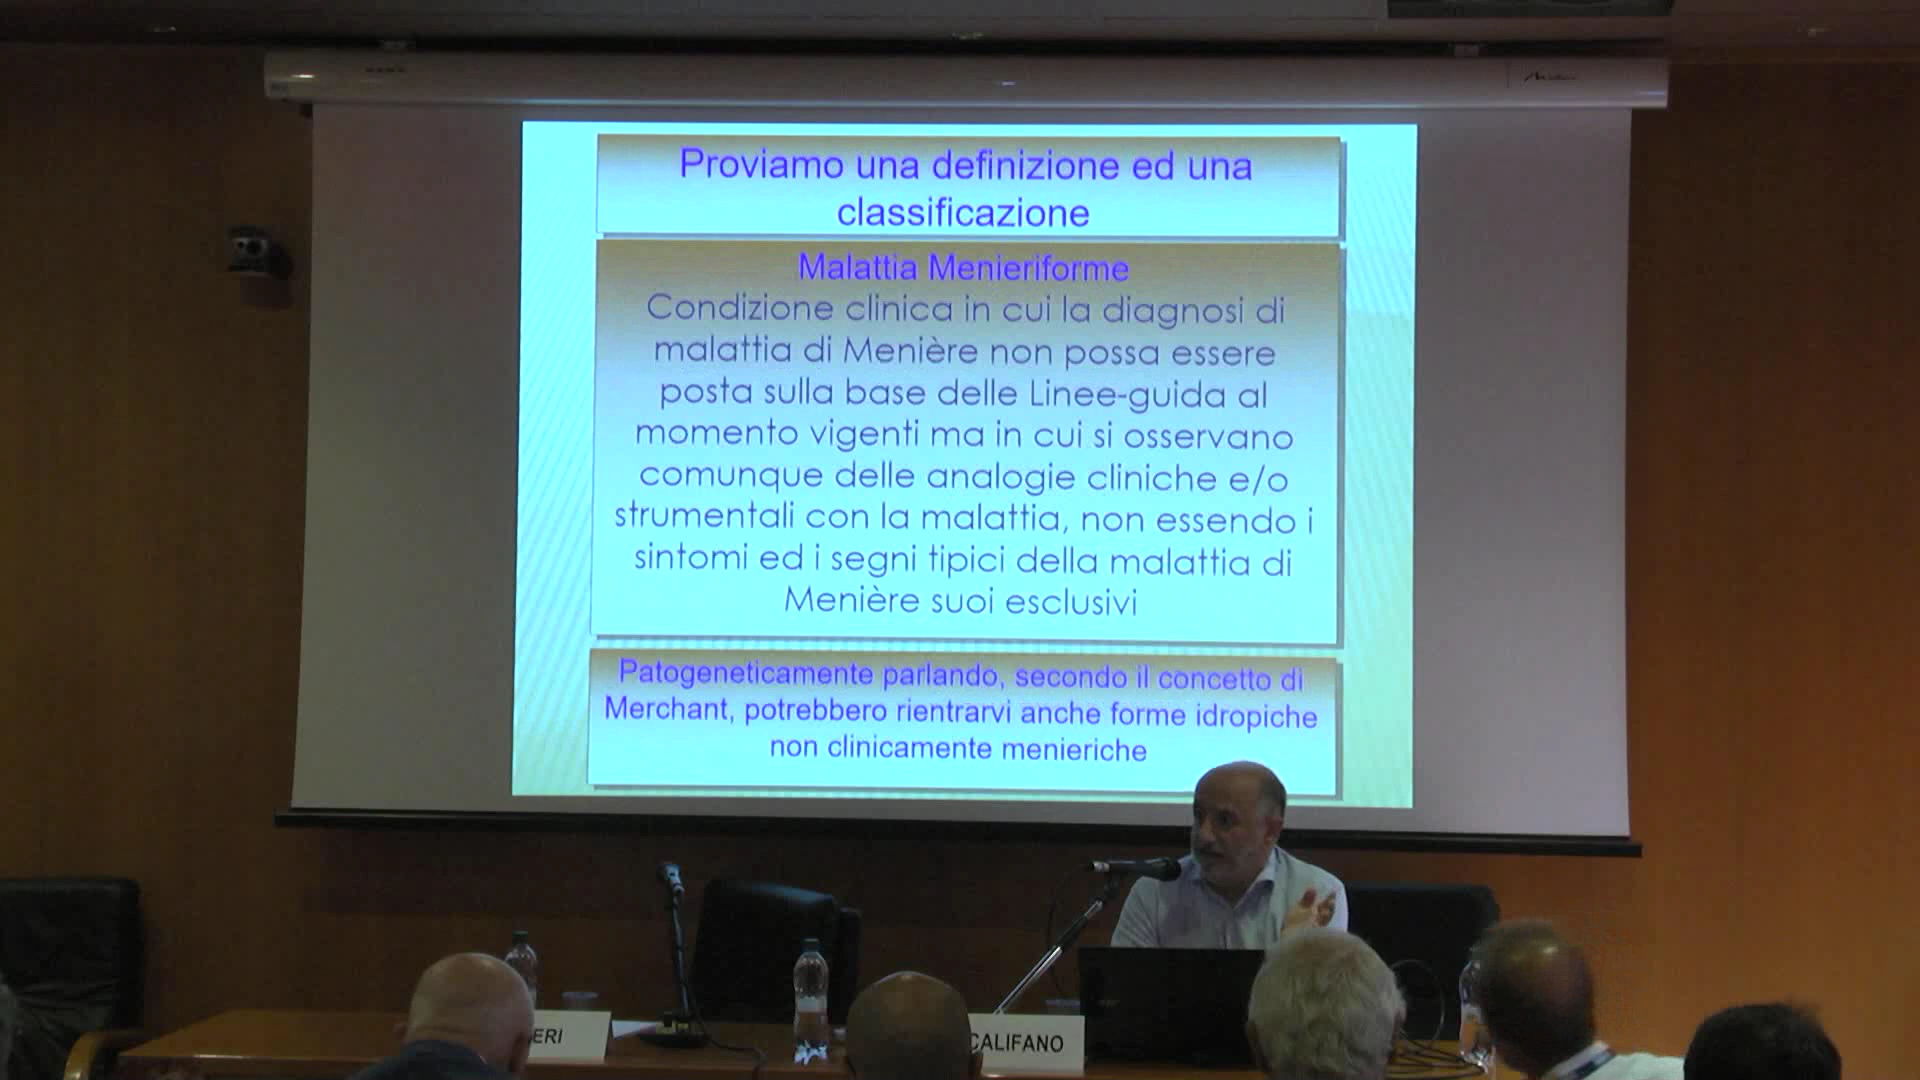 Proviamo una definizione ed una
classificazione
Malattia Menieriforme
Condizione clinica in cui la diagnosi di
malattia di Menière non possa essere
posta sulla base delle Linee-guida al
momento vigenti ma in cui si osservano
comunque delle analogie cliniche e/o
strumentali con la malattia, non essendo i
sintomi ed i segni tipici della malattia di
Menière suoi esclusivi
Patogeneticamente parlando, secondo il concetto di
Merchant, potrebbero rientrarvi anche forme idropiche
non clinicamente menieriche
CALIFANO